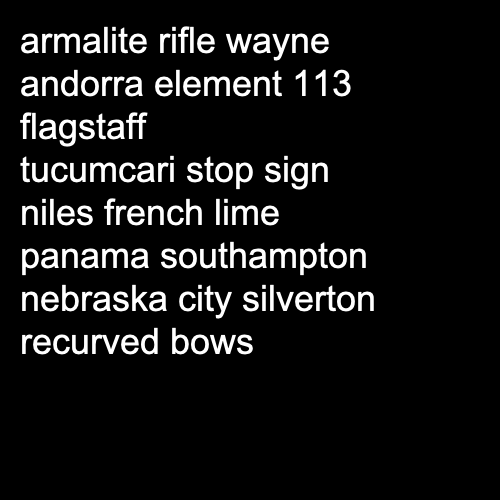 armalite rifle wayne
andorra element 113
flagstaff
tucumcari stop sign
niles french lime
panama southampton
nebraska city silverton
recurved bows